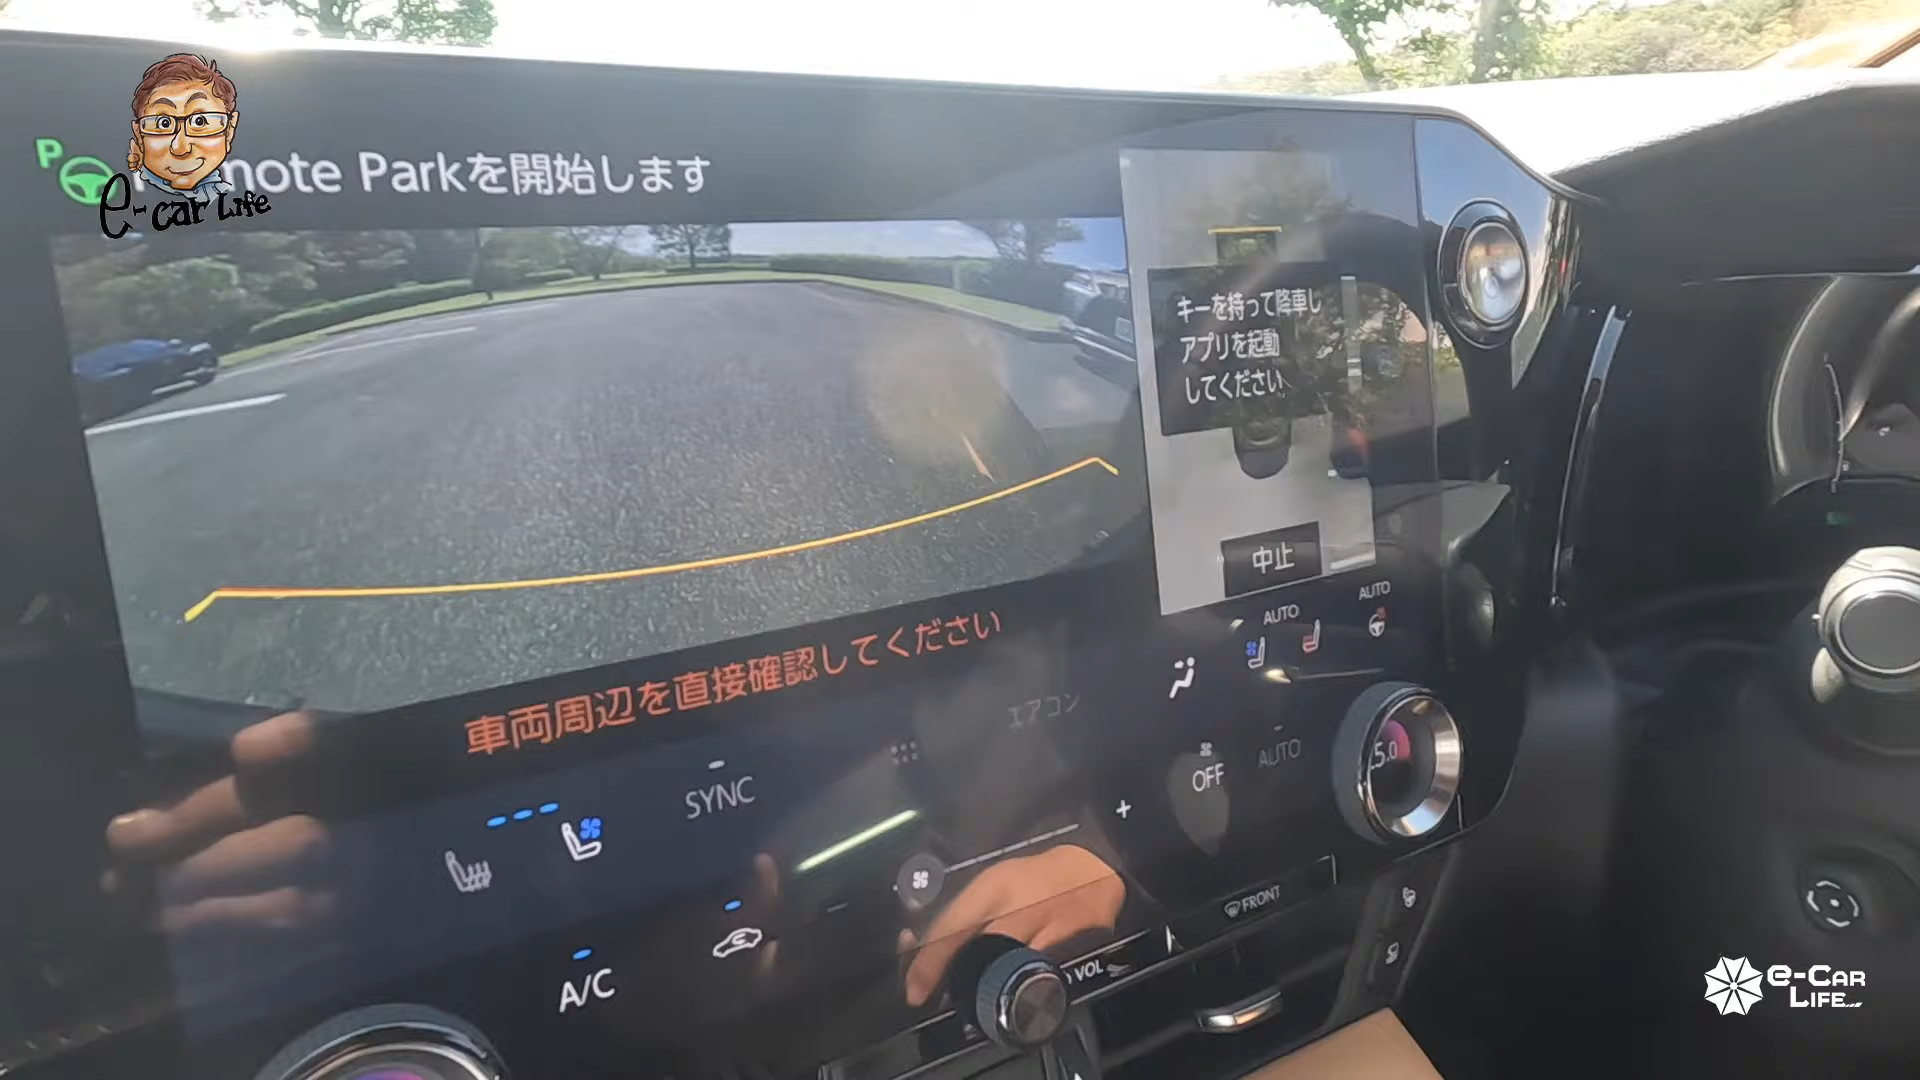 P
mote Parkを開始します
e-car Life
キーを持って降車し
アプリを起動
してください
中止
車両周辺を直接確認してください
AUTO
AUTO
エアコン
SYNC
OFF
AUTO
5.0
A/C
FRONT
VOL
e-CAR
LIFE...